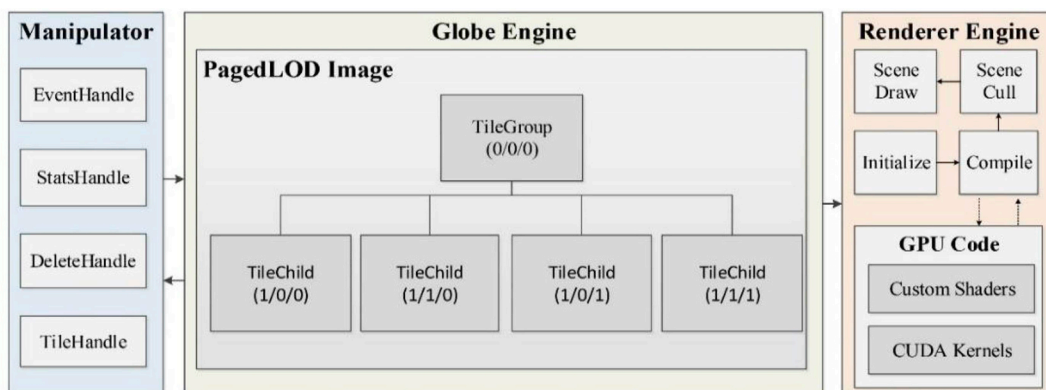 Manipulator
EventHandle
StatsHandle
DeleteHandle
TileHandle
Globe Engine
PagedLOD Image
TileGroup
(0/0/0)
TileChild
(1/0/0)
TileChild
(1/1/0)
TileChild
(1/0/1)
TileChild
(1/1/1)
Renderer Engine
Scene
Draw
Scene
Cull
Initialize
Compile
GPU Code
Custom Shaders
CUDA Kernels